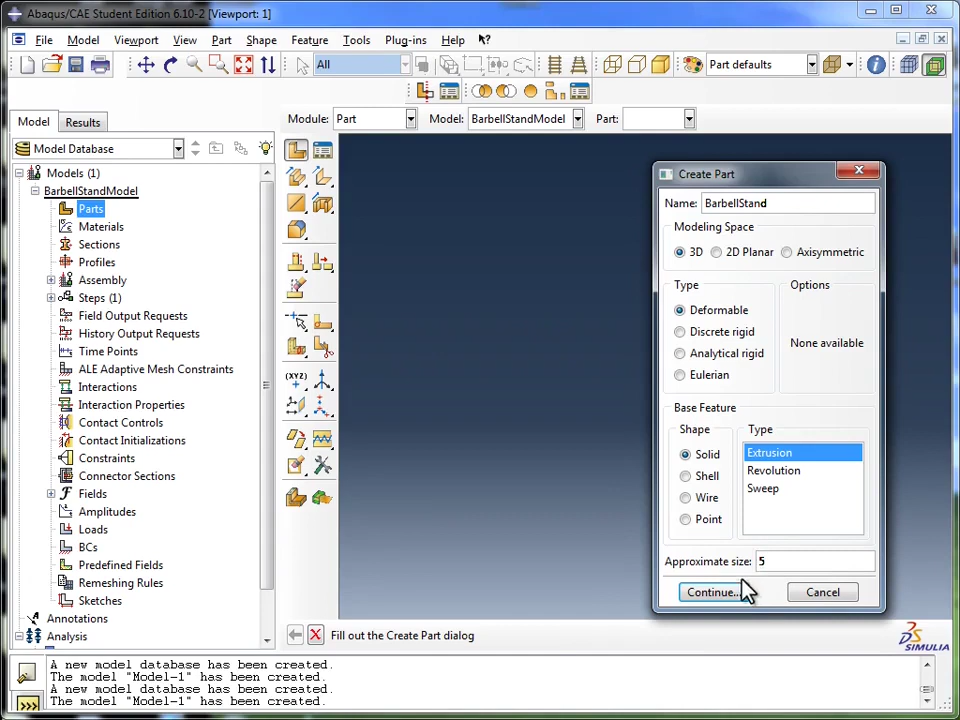 Abaqus/CAE Student Edition 6.10-2 [Viewport: 1]
File Model Viewport View Part Shape Feature Tools Plug-ins Help
All
Part defaults
Model Results
Module: Part Model: BarbellStandModel Part:
Model Database
Models (1)
BarbellStandModel
Parts
Materials
Sections
Profiles
Assembly
Steps (1)
Field Output Requests
History Output Requests
Time Points
ALE Adaptive Mesh Constraints
Interactions
Interaction Properties
Contact Controls
Contact Initializations
Constraints
Connector Sections
Fields
Amplitudes
Loads
BCs
Predefined Fields
Remeshing Rules
Sketches
Annotations
Analysis
(XYZ)
Create Part
Name: BarbellStand
Modeling Space
3D 2D Planar Axisymmetric
Type
Deformable
Discrete rigid
Analytical rigid
Eulerian
Options
None available
Base Feature
Shape
Solid
Shell
Wire
Point
Type
Extrusion
Revolution
Sweep
Approximate size: 5
Continue... Cancel
Fill out the Create Part dialog
SIMULIA
A new model database has been created.
The model "Model-1" has been created.
A new model database has been created.
The model "Model-1" has been created.
>>>